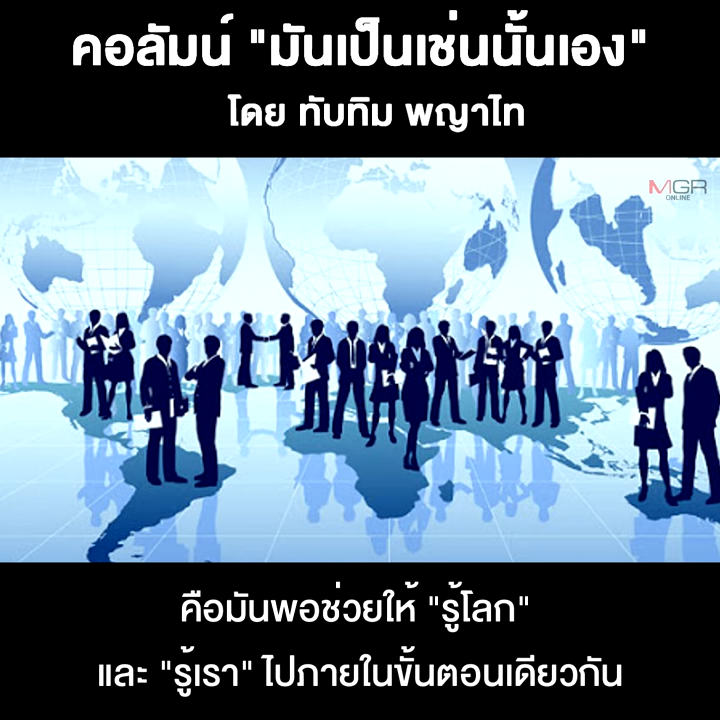 คอลัมน์ "มันเป็นเช่นนั้นเอง"
โดย ทับทิม พญาไท
MGR
ONLINE
คือมันพอช่วยให้ "รู้โลก"
และ "รู้เรา" ไปภายในขั้นตอนเดียวกัน